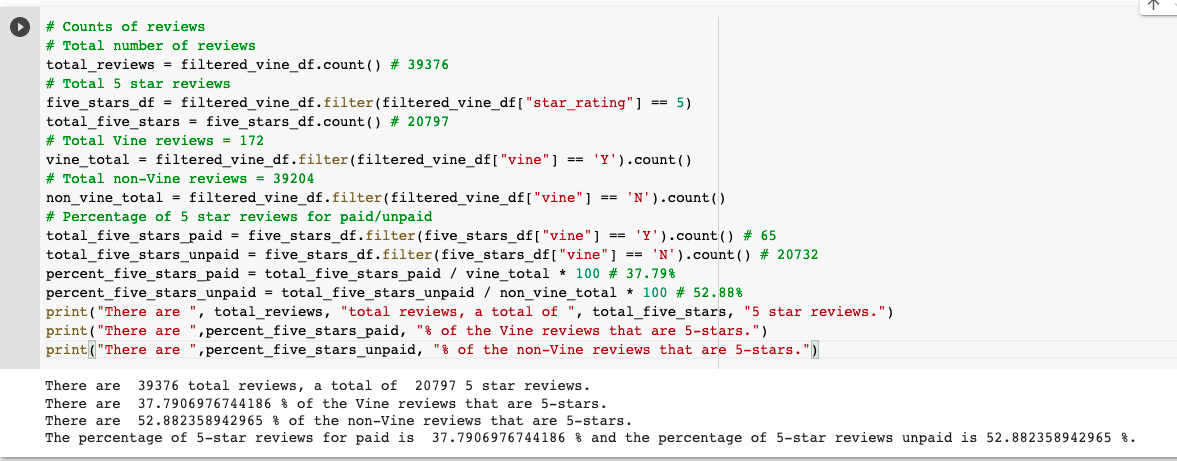 # Counts of reviews
# Total number of reviews
total_reviews = filtered_vine_df.count() # 39376
# Total 5 star reviews
five_stars_df = filtered_vine_df.filter(filtered_vine_df["star_rating"] == 5)
total_five_stars = five_stars_df.count() # 20797
# Total Vine reviews = 172
vine_total = filtered_vine_df.filter(filtered_vine_df["vine"] == 'Y').count()
# Total non-Vine reviews = 39204
non_vine_total = filtered_vine_df.filter(filtered_vine_df["vine"] == 'N').count()
# Percentage of 5 star reviews for paid/unpaid
total_five_stars_paid = five_stars_df.filter(five_stars_df["vine"] == 'Y').count() # 65
total_five_stars_unpaid = five_stars_df.filter(five_stars_df["vine"] == 'N').count() # 20732
percent_five_stars_paid = total_five_stars_paid / vine_total * 100 # 37.79%
percent_five_stars_unpaid = total_five_stars_unpaid / non_vine_total * 100 # 52.88%
print("There are ", total_reviews, "total reviews, a total of ", total_five_stars, "5 star reviews.")
print("There are ",percent_five_stars_paid, "% of the Vine reviews that are 5-stars.")
print("There are ",percent_five_stars_unpaid, "% of the non-Vine reviews that are 5-stars.")
There are  39376 total reviews, a total of  20797 5 star reviews.
There are  37.7906976744186 % of the Vine reviews that are 5-stars.
There are  52.882358942965 % of the non-Vine reviews that are 5-stars.
The percentage of 5-star reviews for paid is  37.7906976744186 % and the percentage of 5-star reviews unpaid is 52.882358942965 %.